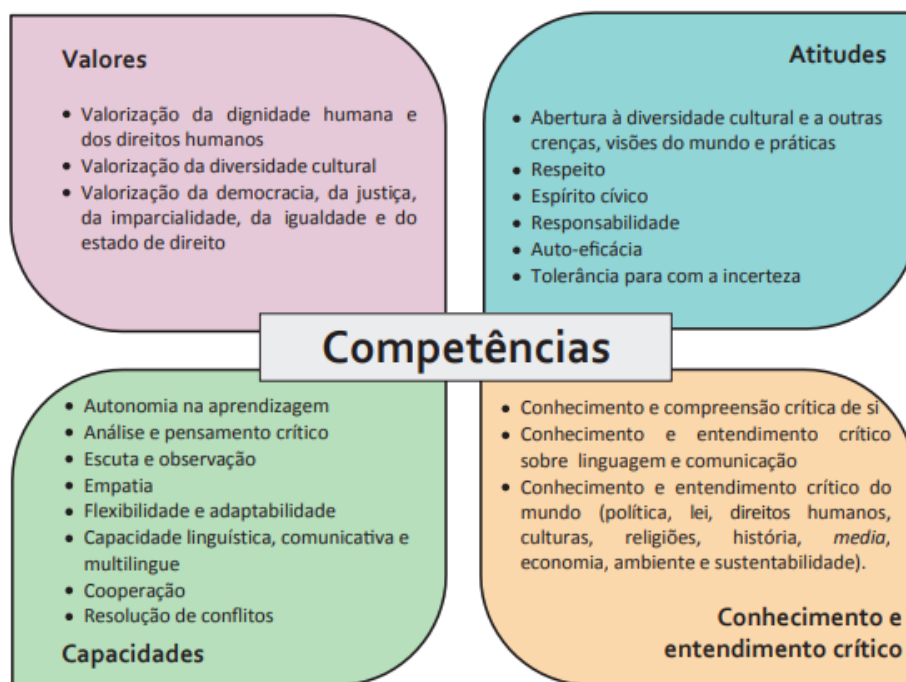 Valores
• Valorização da dignidade humana e
dos direitos humanos
• Valorização da diversidade cultural
• Valorização da democracia, da justiça,
da imparcialidade, da igualdade e do
estado de direito
Atitudes
• Abertura à diversidade cultural e a outras
crenças, visões do mundo e práticas
• Respeito
• Espírito cívico
• Responsabilidade
• Auto-eficácia
• Tolerância para com a incerteza
Competências
• Autonomia na aprendizagem
• Análise e pensamento crítico
• Escuta e observação
• Empatia
• Flexibilidade e adaptabilidade
• Capacidade linguística, comunicativa e
multilingue
• Cooperação
• Resolução de conflitos
Capacidades
• Conhecimento e compreensão crítica de si
• Conhecimento e entendimento crítico
sobre linguagem e comunicação
• Conhecimento e entendimento crítico do
mundo (política, lei, direitos humanos,
culturas, religiões, história, media,
economia, ambiente e sustentabilidade).
Conhecimento e
entendimento crítico